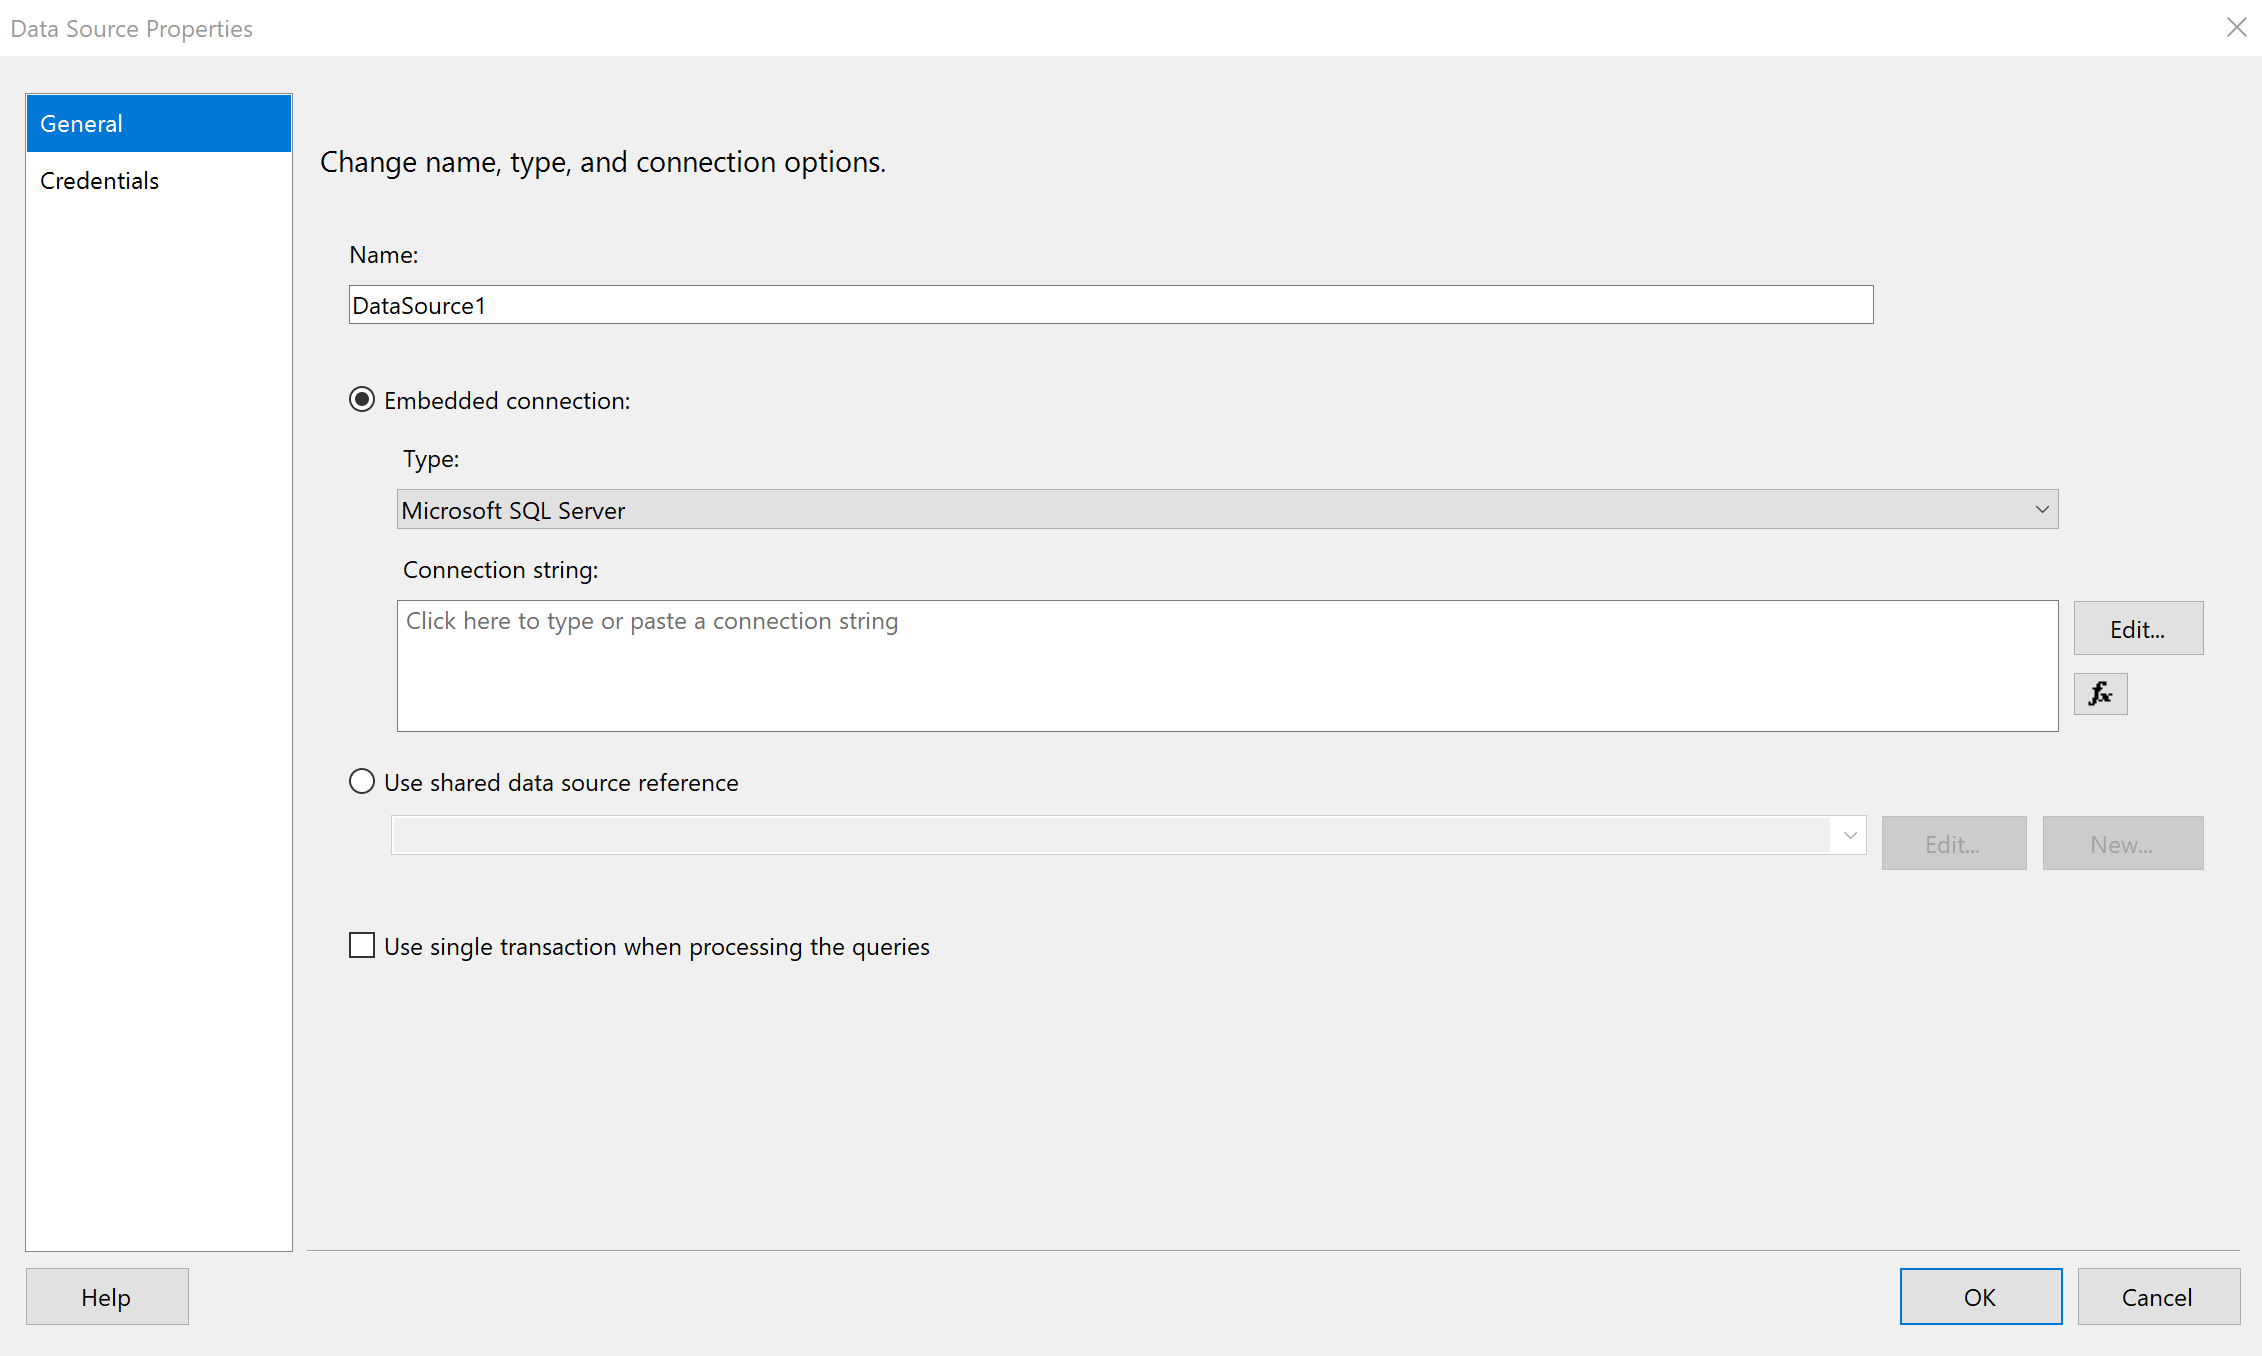 Data Source Properties
General
Credentials
Change name, type, and connection options.
Name:
DataSource1
Embedded connection:
Type:
Microsoft SQL Server
Connection string:
Click here to type or paste a connection string
Edit...
fx
Use shared data source reference
Edit...
New...
Use single transaction when processing the queries
Help
OK
Cancel